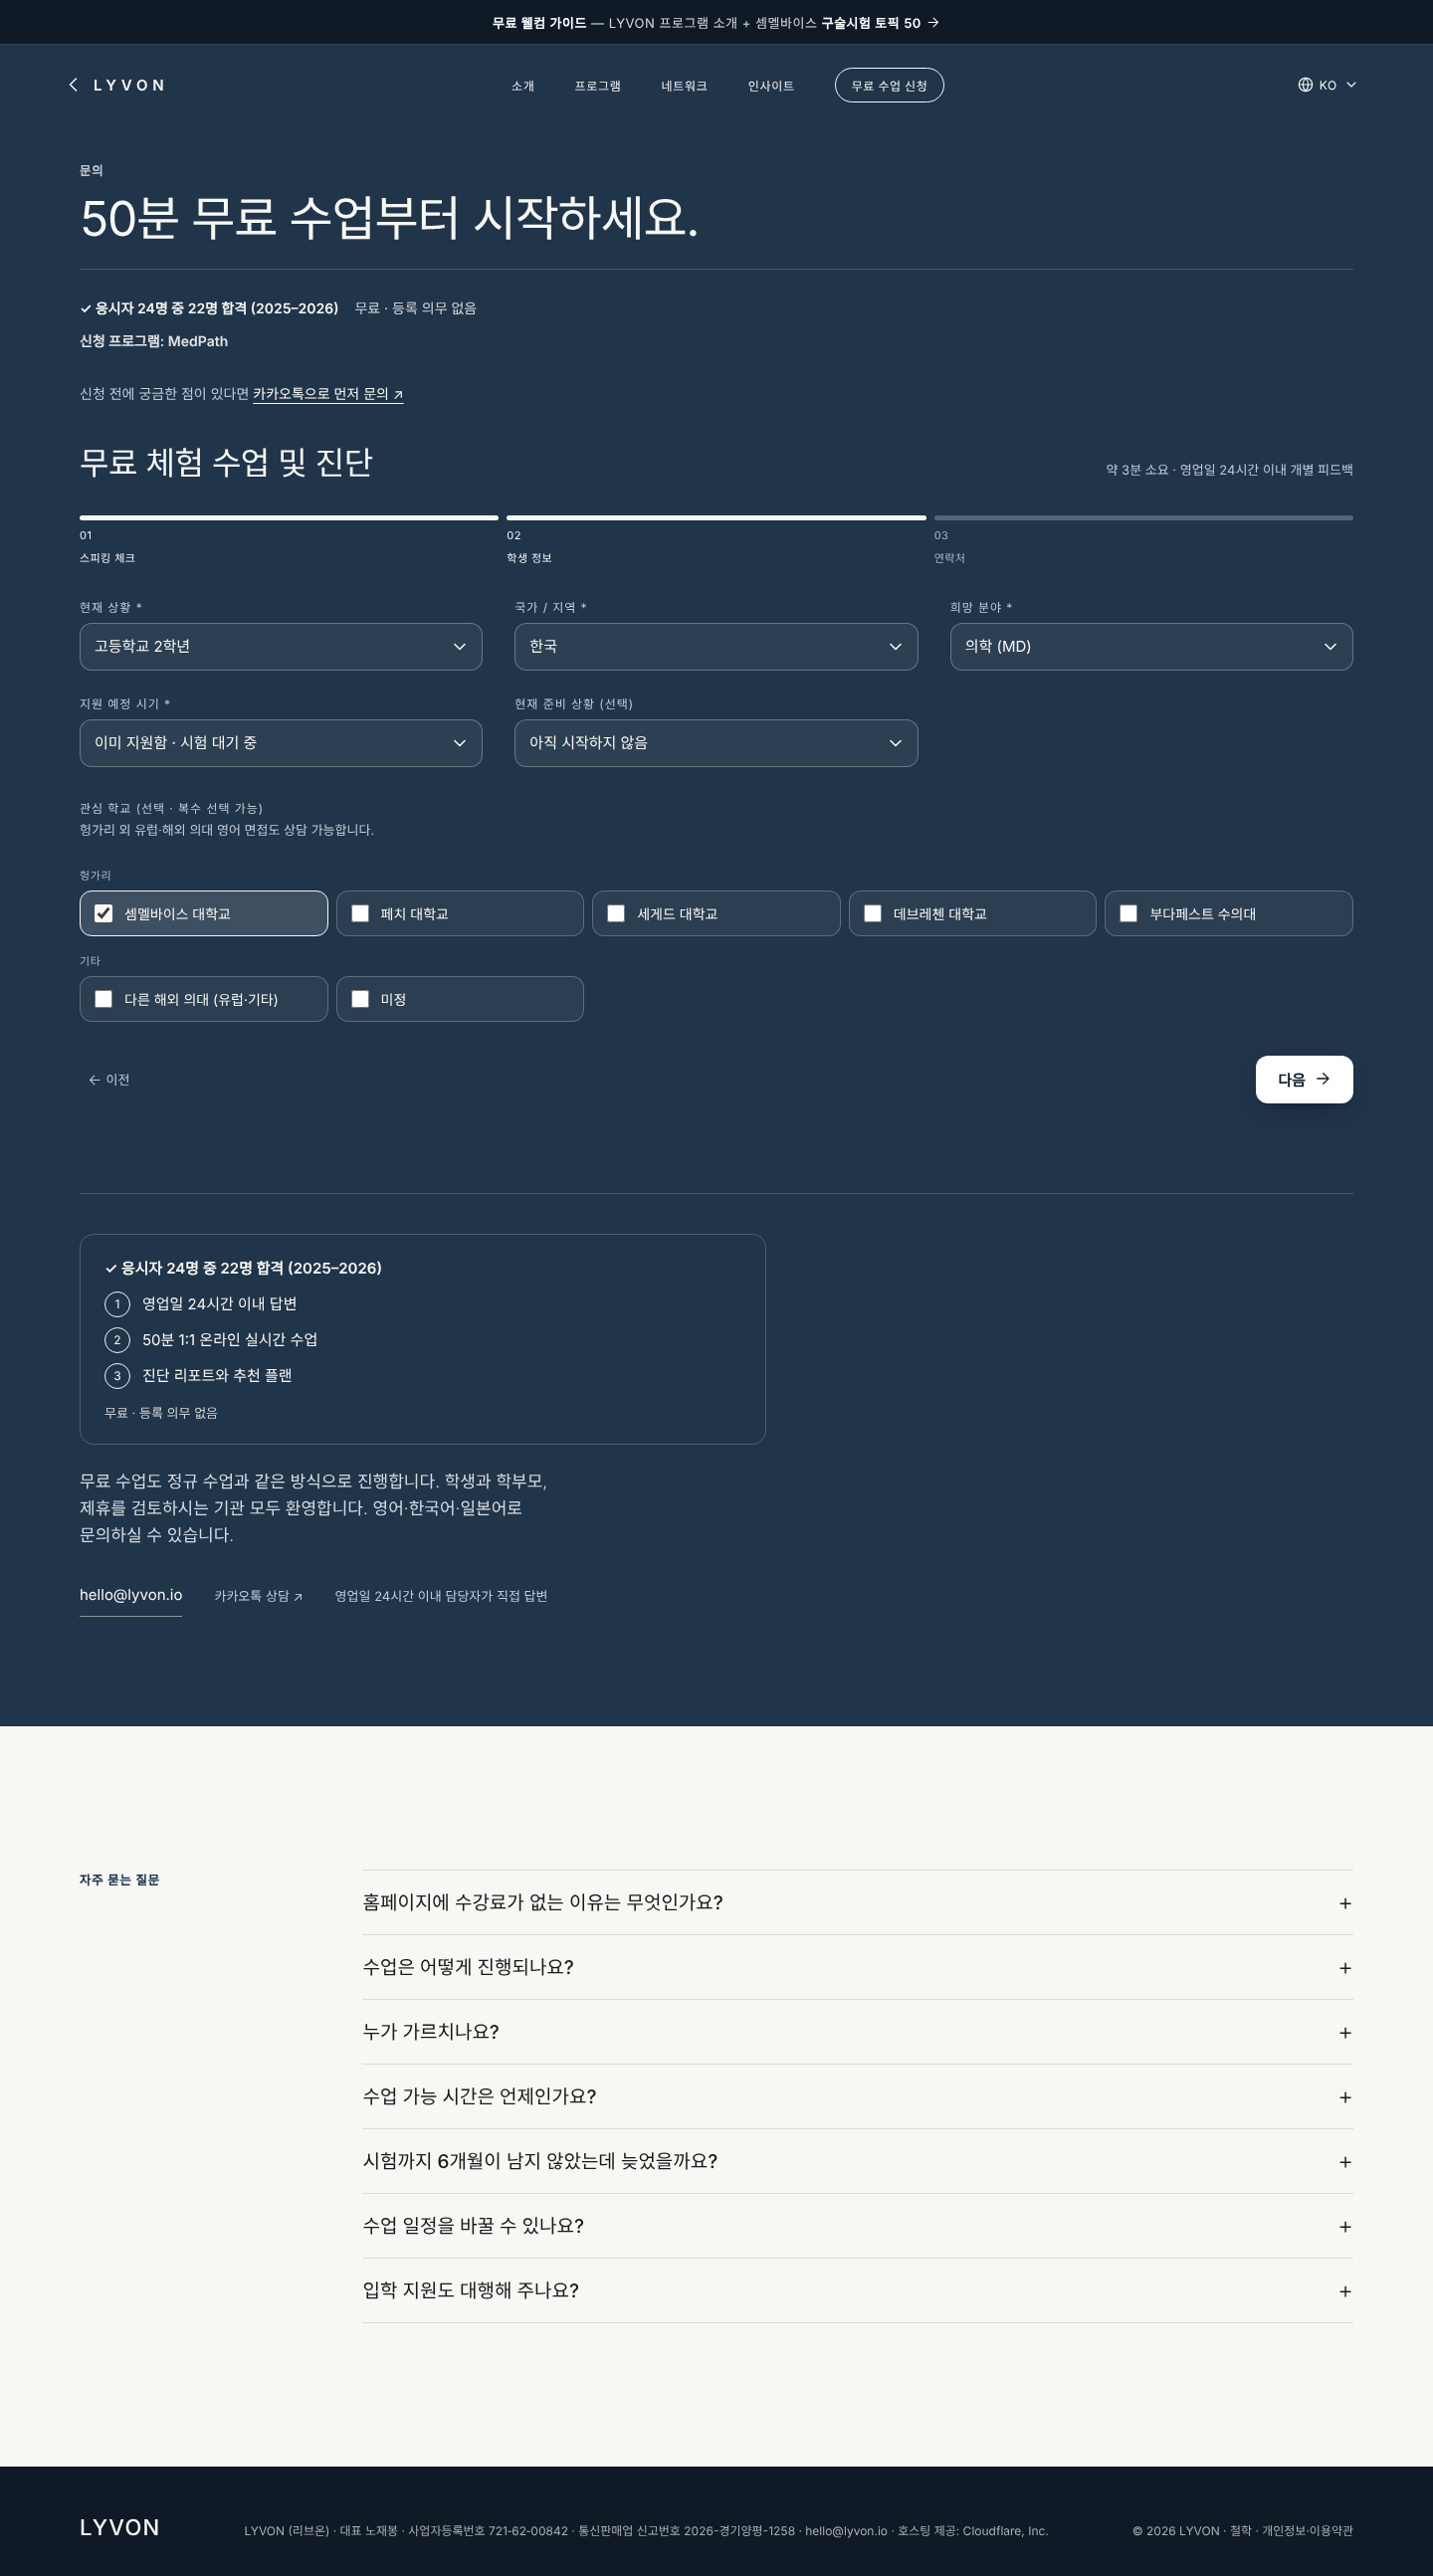 무료 웰컴 가이드 — LYVON 프로그램 소개 + 셈멜바이스 구술시험 토픽 50 →
LYVON
소개
프로그램
네트워크
인사이트
무료 수업 신청
KO
문의
50분 무료 수업부터 시작하세요.
✓ 응시자 24명 중 22명 합격 (2025–2026) 무료 · 등록 의무 없음
신청 프로그램: MedPath
신청 전에 궁금한 점이 있다면 카카오톡으로 먼저 문의 ↗
무료 체험 수업 및 진단
약 3분 소요 · 영업일 24시간 이내 개별 피드백
01
스피킹 체크
02
학생 정보
03
연락처
현재 상황 *
고등학교 2학년
국가 / 지역 *
한국
희망 분야 *
의학 (MD)
지원 예정 시기 *
이미 지원함 · 시험 대기 중
현재 준비 상황 (선택)
아직 시작하지 않음
관심 학교 (선택 · 복수 선택 가능)
헝가리 외 유럽·해외 의대 영어 면접도 상담 가능합니다.
헝가리
셈멜바이스 대학교
페치 대학교
세게드 대학교
데브레첸 대학교
부다페스트 수의대
기타
다른 해외 의대 (유럽·기타)
미정
← 이전
다음 →
✓ 응시자 24명 중 22명 합격 (2025–2026)
1 영업일 24시간 이내 답변
2 50분 1:1 온라인 실시간 수업
3 진단 리포트와 추천 플랜
무료 · 등록 의무 없음
무료 수업도 정규 수업과 같은 방식으로 진행합니다. 학생과 학부모,
제휴를 검토하시는 기관 모두 환영합니다. 영어·한국어·일본어로
문의하실 수 있습니다.
hello@lyvon.io
카카오톡 상담 ↗
영업일 24시간 이내 담당자가 직접 답변
자주 묻는 질문
홈페이지에 수강료가 없는 이유는 무엇인가요? +
수업은 어떻게 진행되나요? +
누가 가르치나요? +
수업 가능 시간은 언제인가요? +
시험까지 6개월이 남지 않았는데 늦었을까요? +
수업 일정을 바꿀 수 있나요? +
입학 지원도 대행해 주나요? +
LYVON
LYVON (리브온) · 대표 노재봉 · 사업자등록번호 721-62-00842 · 통신판매업 신고번호 2026-경기양평-1258 · hello@lyvon.io · 호스팅 제공: Cloudflare, Inc.
© 2026 LYVON · 철학 · 개인정보·이용약관